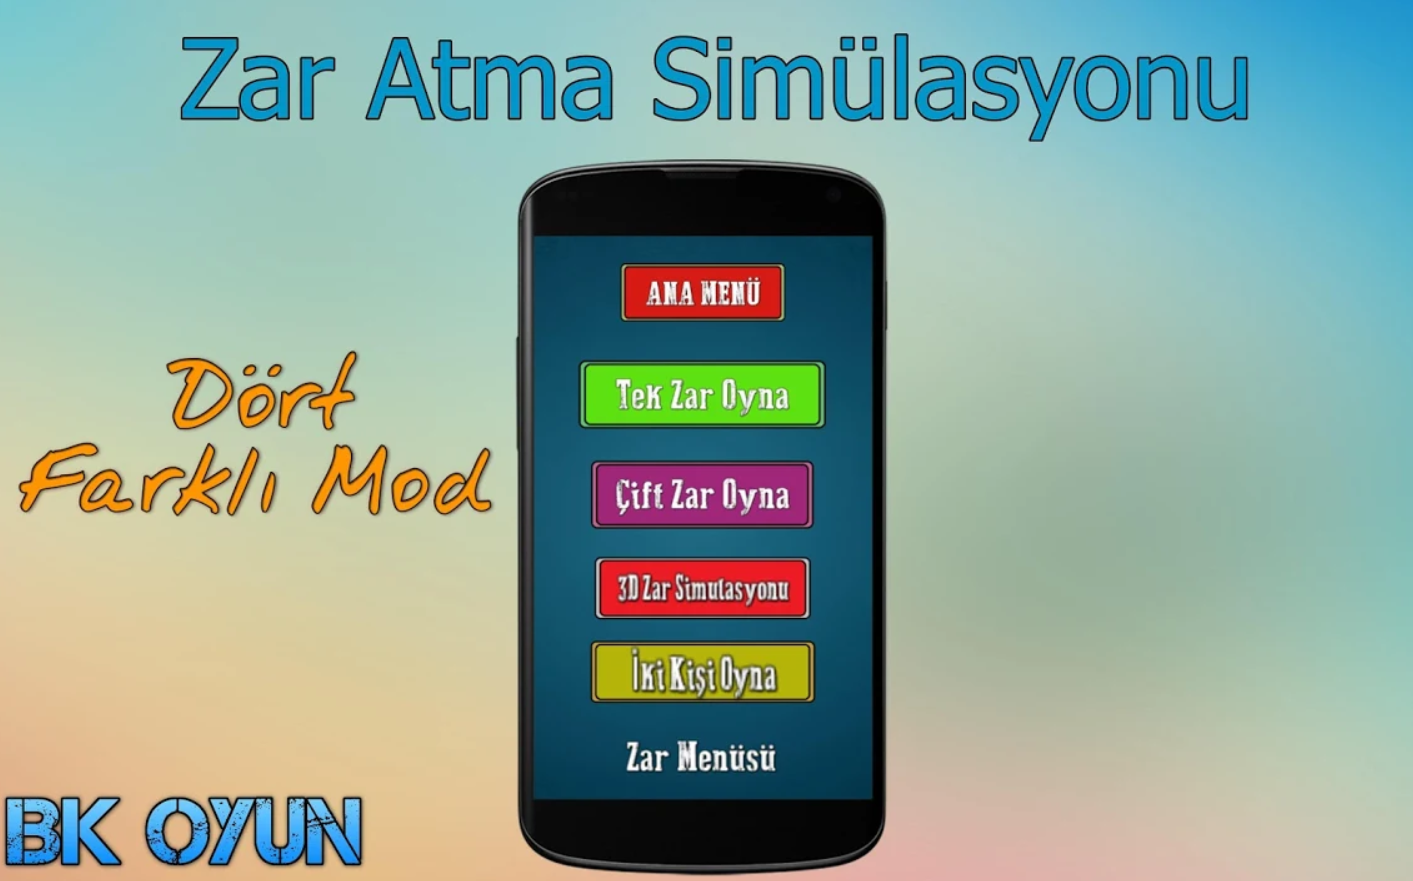 Zar Atma Simülasyonu
ANA MENÜ
Tek Zar Oyna
Çift Zar Oyna
3D Zar Simulasyonu
İki Kişi Oyna
Zar Menüsü
Dört
Farklı Mod
BK OYUN